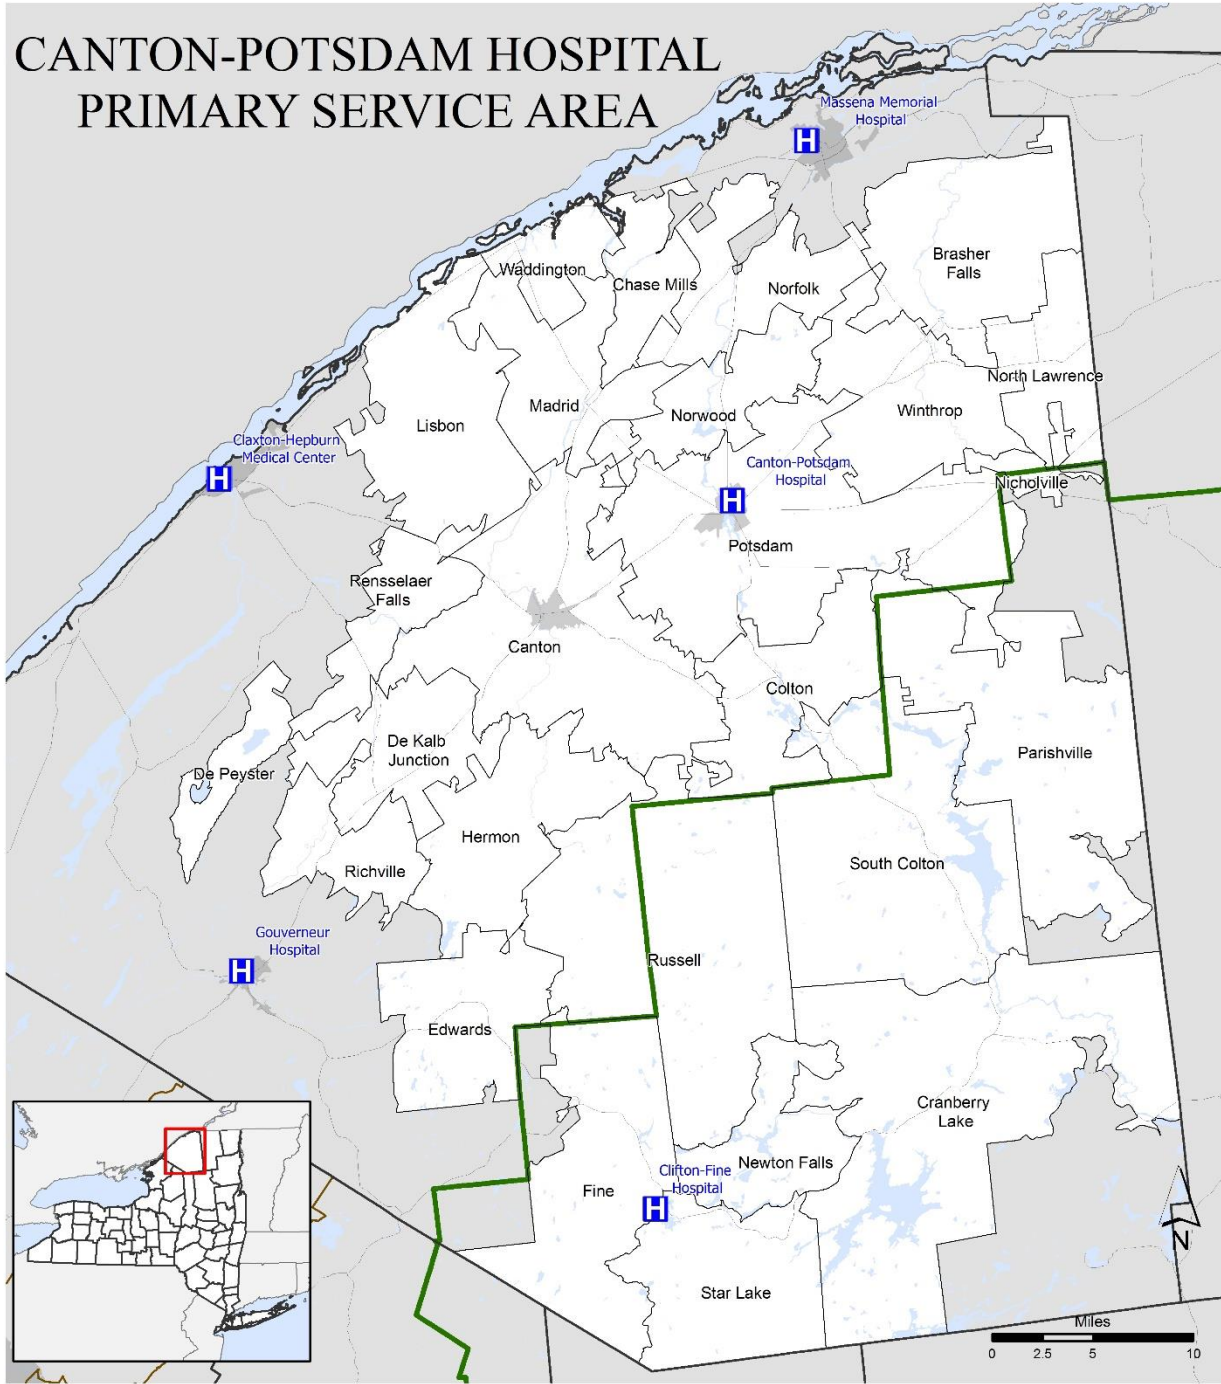 CANTON-POTSDAM HOSPITAL
PRIMARY SERVICE AREA
Massena Memorial
Hospital
H
Brasher
Falls
Waddington
Chase Mills
Norfolk
North Lawrence
Madrid
Lisbon
Norwood
Winthrop
Claxton-Hepburn
Medical Center
H
Canton-Potsdam
Hospital
H
Nicholville
Potsdam
Rensselaer
Falls
Canton
Colton
De Kalb
Junction
De Peyster
Parishville
Hermon
Richville
South Colton
Gouverneur
Hospital
H
Russell
Edwards
Cranberry
Lake
Newton Falls
Clifton-Fine
Hospital
H
Fine
Star Lake
N
Miles
0 2.5 5 10